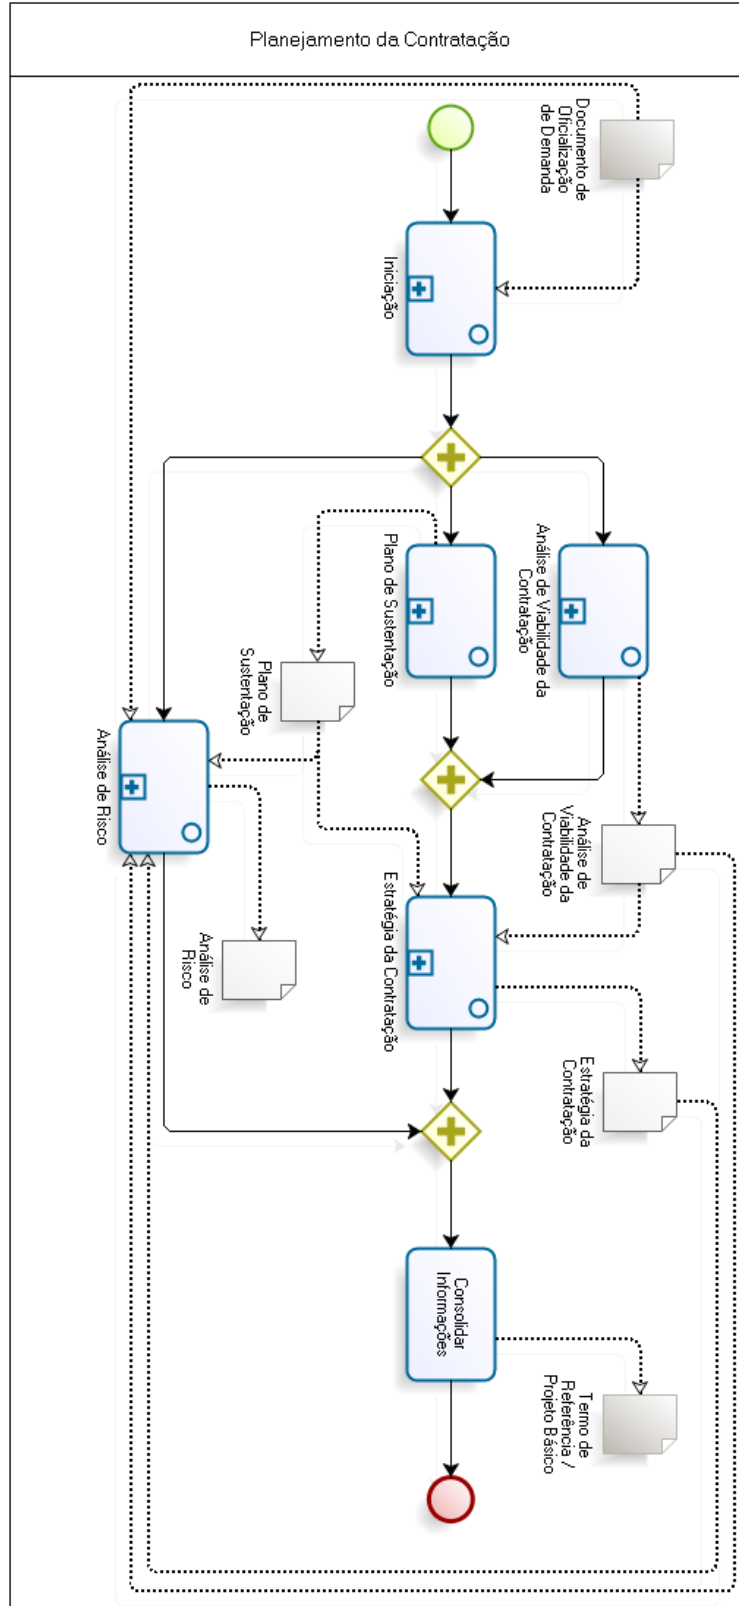 Planejamento da Contratação
Documento de
Oficialização
de Demanda
Iniciação
Análise de Viabilidade da
Contratação
Plano de Sustentação
Plano de
Sustentação
Análise de Risco
Análise de
Viabilidade da
Contratação
Estratégia da Contratação
Análise de
Risco
Estratégia da
Contratação
Consolidar
Informações
Termo de
Referência /
Projeto Básico